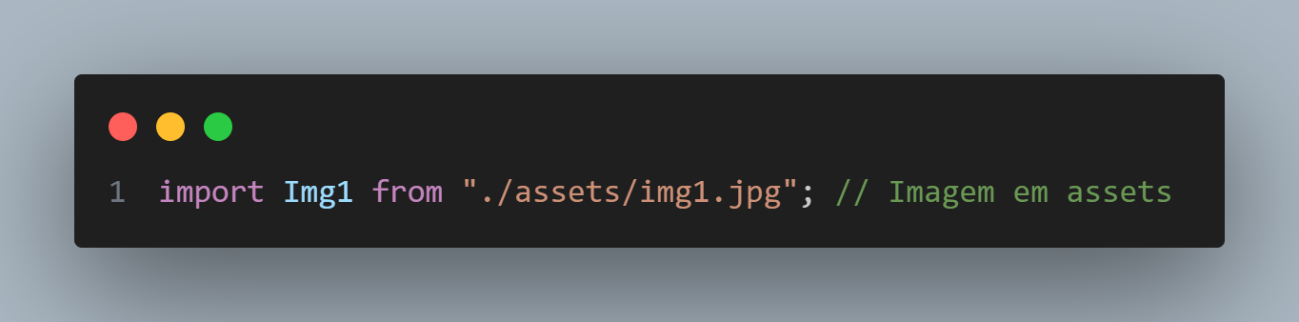 1 import Img1 from "./assets/img1.jpg"; // Imagem em assets